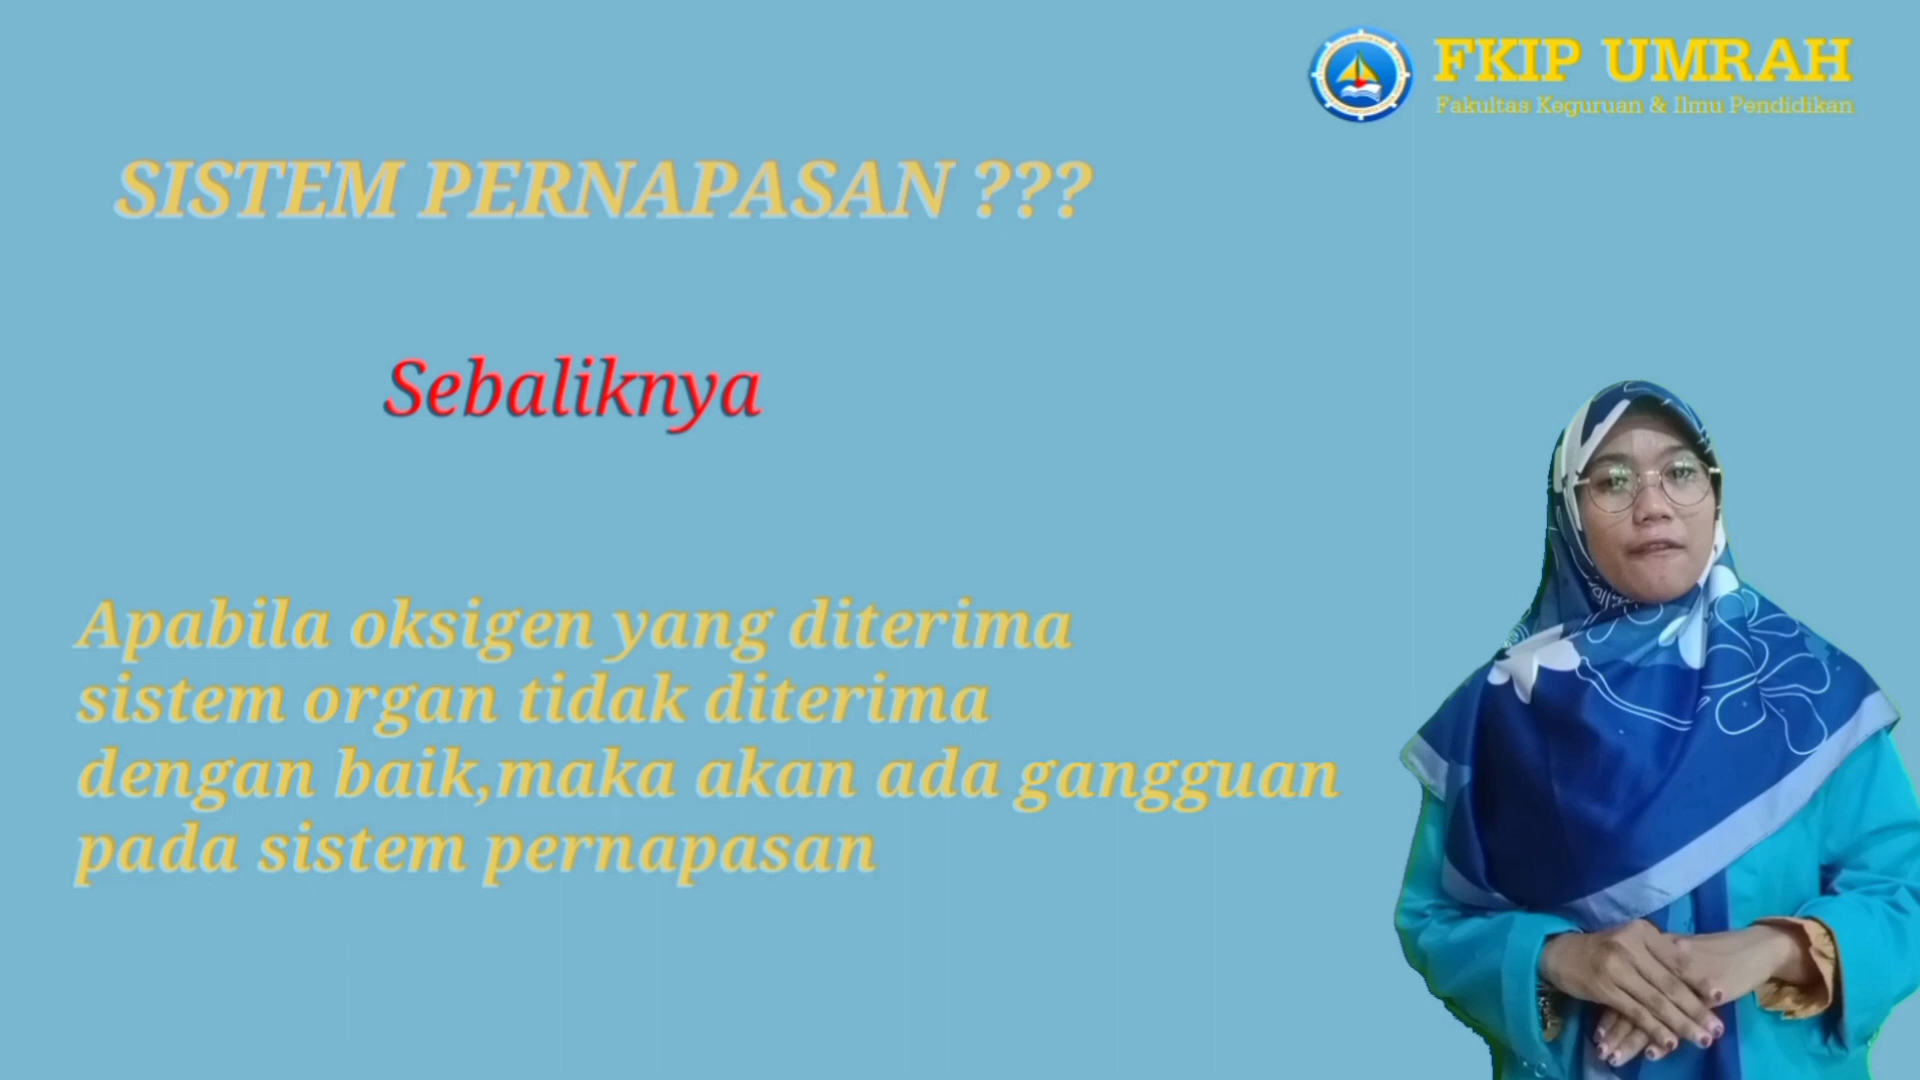 FKIP UMRAH
Fakultas Keguruan & Ilmu Pendidikan
SISTEM PERNAPASAN ???
Sebaliknya
Apabila oksigen yang diterima
sistem organ tidak diterima
dengan baik,maka akan ada gangguan
pada sistem pernapasan